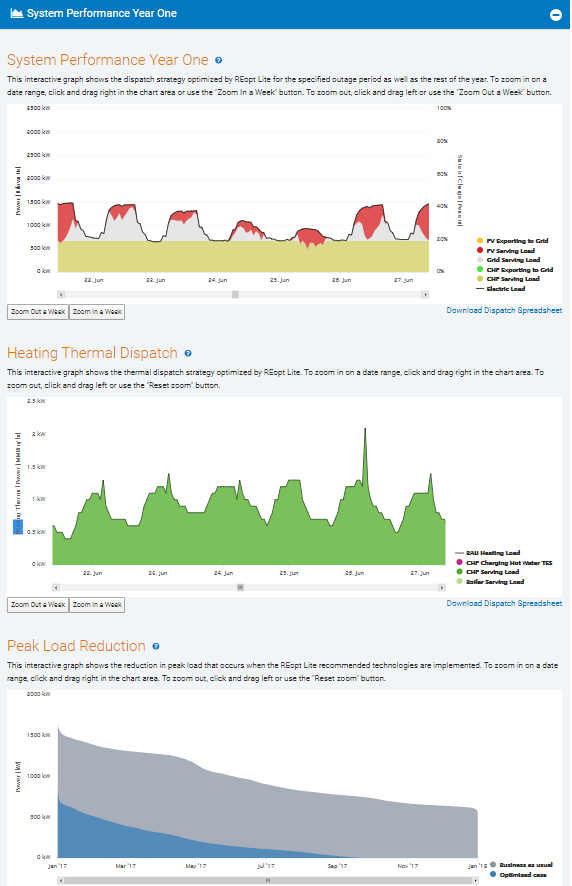 System Performance Year One
System Performance Year One
This interactive graph shows the dispatch strategy optimized by REopt Lite for the specified outage period as well as the rest of the year. To zoom in on a
date range, click and drag right in the chart area or use the "Zoom In a Week" button. To zoom out, click and drag left or use the "Zoom Out a Week" button.
Power (kilowatts)
3500 kW
3000 kW
2500 kW
2000 kW
1500 kW
1000 kW
500 kW
0 kW
100%
80%
60%
40%
20%
0%
State of Charge (Percent)
22. Jun
23. Jun
24. Jun
25. Jun
26. Jun
27. Jun
PV Exporting to Grid
PV Serving Load
Grid Serving Load
CHP Exporting to Grid
CHP Serving Load
Electric Load
Zoom Out a Week
Zoom In a Week
Download Dispatch Spreadsheet
Heating Thermal Dispatch
This interactive graph shows the thermal dispatch strategy optimized by REopt Lite. To zoom in on a date range, click and drag right in the chart area. To
zoom out, click and drag left or use the "Reset zoom" button.
Heating Thermal Power (MMBtu/hr)
2.5 kW
2 kW
1.5 kW
1 kW
0.5 kW
0 kW
22. Jun
23. Jun
24. Jun
25. Jun
26. Jun
27. Jun
BAU Heating Load
CHP Charging Hot Water TES
CHP Serving Load
Boiler Serving Load
Zoom Out a Week
Zoom In a Week
Download Dispatch Spreadsheet
Peak Load Reduction
This interactive graph shows the reduction in peak load that occurs when the REopt Lite recommended technologies are implemented. To zoom in on a date
range, click and drag right in the chart area. To zoom out, click and drag left or use the "Reset zoom" button.
Power (kW)
2000 kW
1500 kW
1000 kW
500 kW
0 kW
Jan '17
Mar '17
May '17
Jul '17
Sep '17
Nov '17
Jan '18
Business as usual
Optimized case